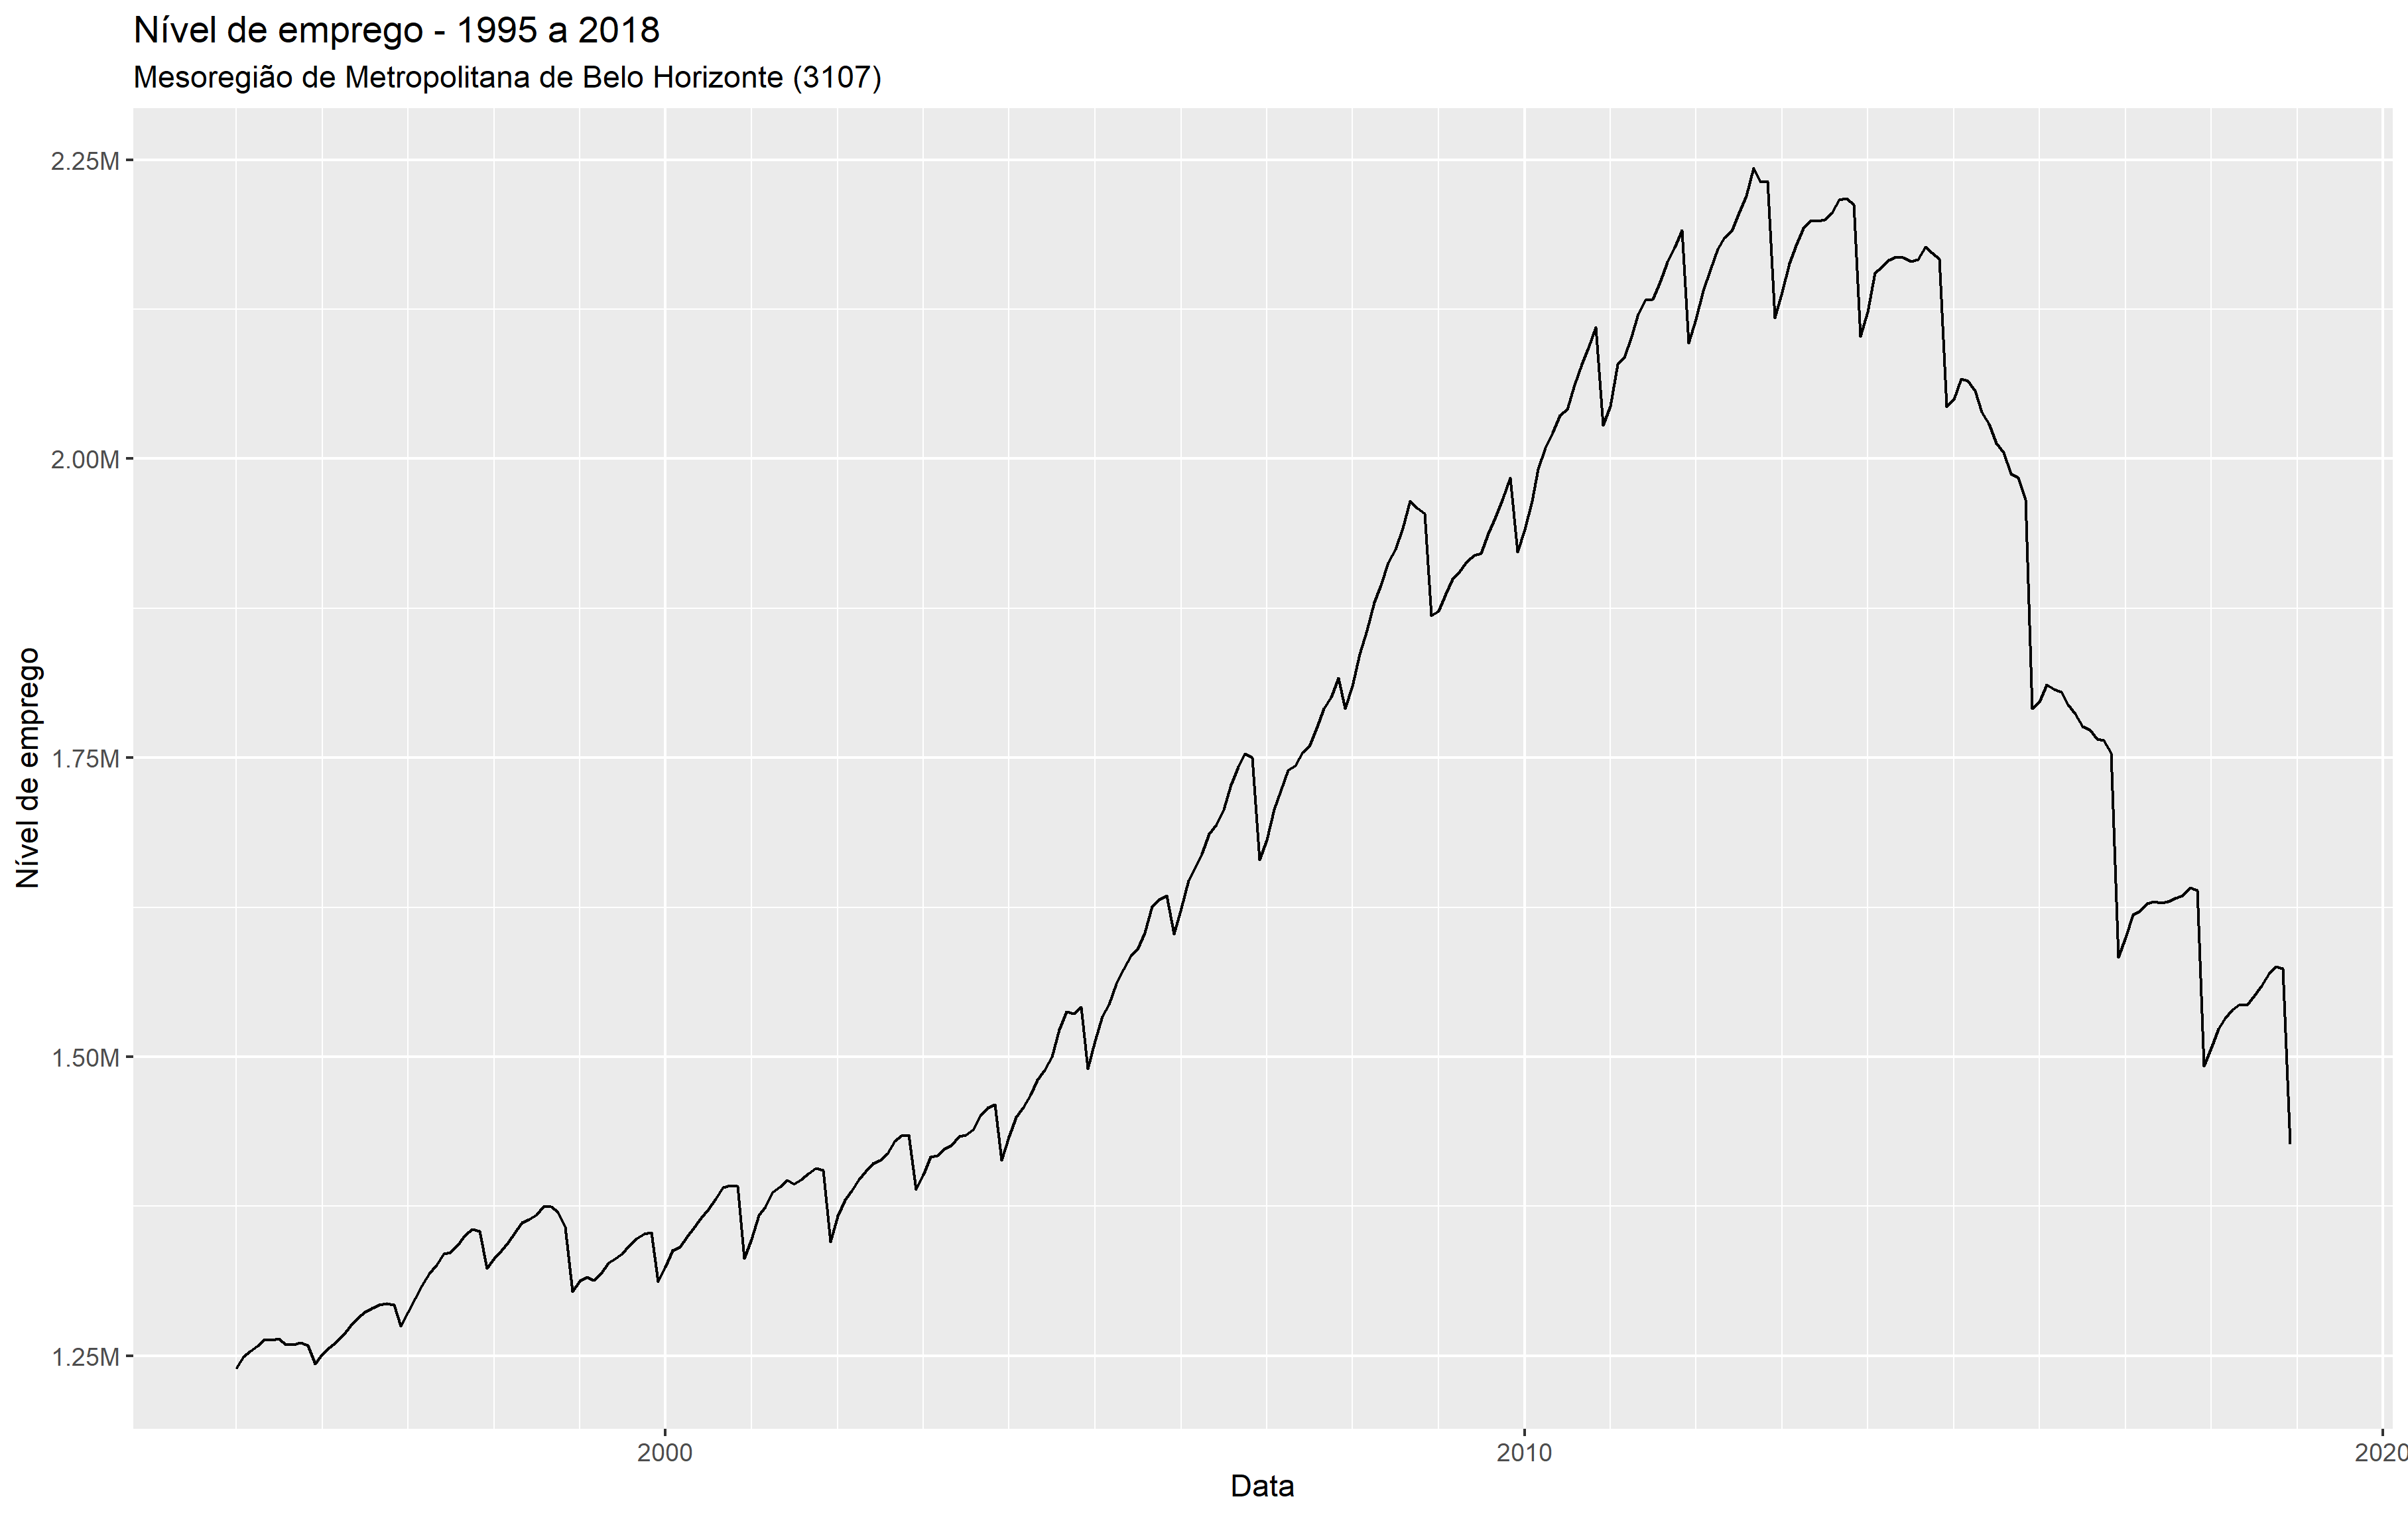 Nível de emprego - 1995 a 2018
Mesoregião de Metropolitana de Belo Horizonte (3107)
2.25M
2.00M
1.75M
1.50M
1.25M
Nível de emprego
2000
2010
2020
Data